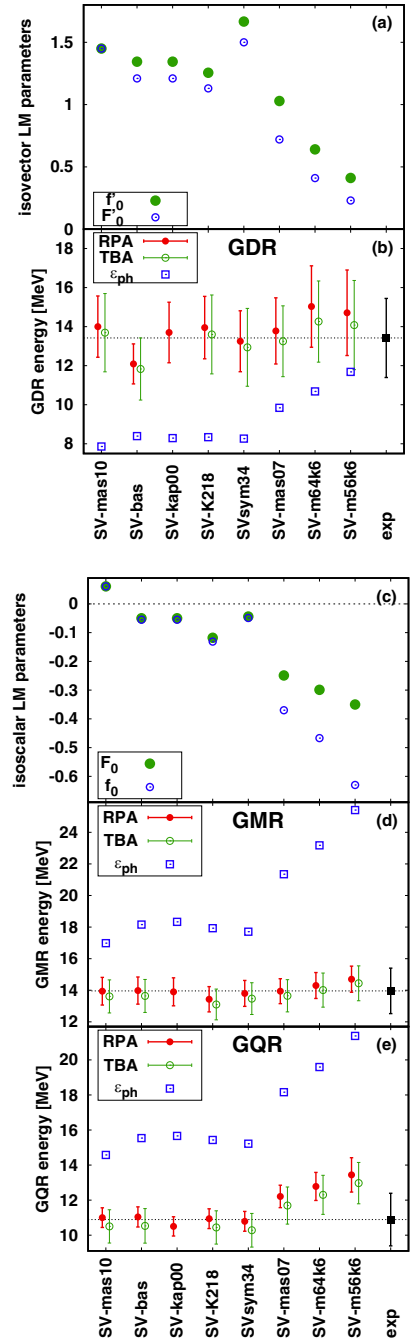 (a)
isovector LM parameters
1.5
1
0.5
0
f'₀
F'₀
(b)
GDR
RPA
TBA
εph
GDR energy [MeV]
18
16
14
12
10
8
SV-mas10
SV-bas
SV-kap00
SV-K218
SVsym34
SV-mas07
SV-m64k6
SV-m56k6
exp
(c)
isoscalar LM parameters
0
-0.1
-0.2
-0.3
-0.4
-0.5
-0.6
F₀
f₀
(d)
GMR
RPA
TBA
εph
GMR energy [MeV]
24
22
20
18
16
14
12
(e)
GQR
RPA
TBA
εph
GQR energy [MeV]
20
18
16
14
12
10
SV-mas10
SV-bas
SV-kap00
SV-K218
SVsym34
SV-mas07
SV-m64k6
SV-m56k6
exp